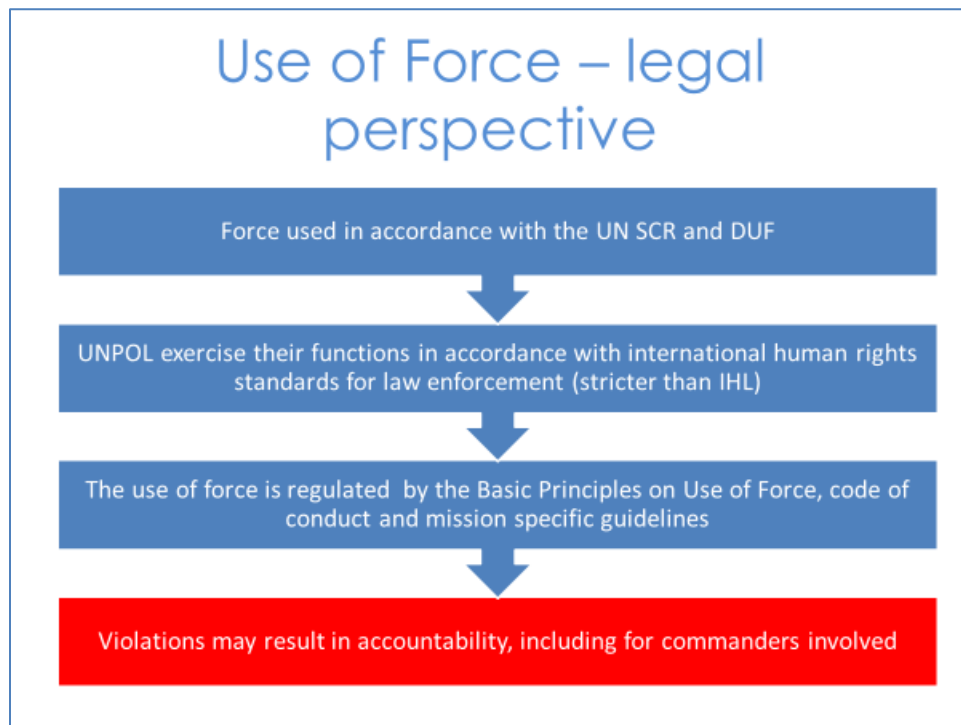 Use of Force – legal
perspective
Force used in accordance with the UN SCR and DUF
UNPOL exercise their functions in accordance with international human rights
standards for law enforcement (stricter than IHL)
The use of force is regulated  by the Basic Principles on Use of Force, code of
conduct and mission specific guidelines
Violations may result in accountability, including for commanders involved